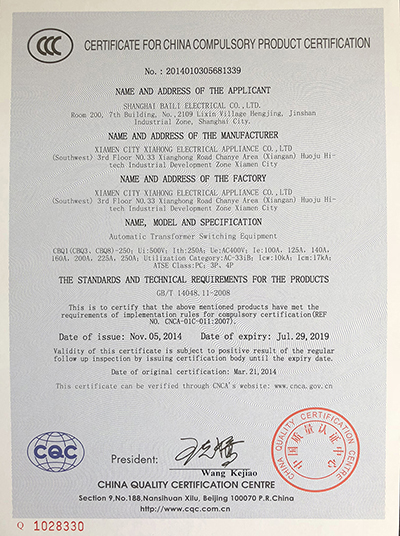 CCC
CERTIFICATE FOR CHINA COMPULSORY PRODUCT CERTIFICATION
No.: 2014010305681339
NAME AND ADDRESS OF THE APPLICANT
SHANGHAI BAILI ELECTRICAL CO.,LTD.
Room 200, 7th Building, No.,2109 Lixin Village Hengjing, Jinshan
Industrial Zone, Shanghai City.
NAME AND ADDRESS OF THE MANUFACTURER
XIAMEN CITY XIAHONG ELECTRICAL APPLIANCE CO.,LTD
(Southwest) 3rd Floor NO.33 Xianghong Road Chanye Area (Xiangan) Huoju Hi-
tech Industrial Development Zone Xiamen City
NAME AND ADDRESS OF THE FACTORY
XIAMEN CITY XIAHONG ELECTRICAL APPLIANCE CO.,LTD
(Southwest) 3rd Floor NO.33 Xianghong Road Chanye Area (Xiangan) Huoju Hi-
tech Industrial Development Zone Xiamen City
NAME, MODEL AND SPECIFICATION
Automatic Transformer Switching Equipment
CBQ1(CBQ3、CBQ8)-250; Ui:500V; Ith:250A; Ue:AC400V; Ie:100A、125A、140A、
160A、200A、225A、250A; Utilization Category:AC-33iB; Icw:10kA; Icm:17kA;
ATSE Class:PC; 3P、4P
THE STANDARDS AND TECHNICAL REQUIREMENTS FOR THE PRODUCTS
GB/T 14048.11-2008
This is to certify that the above mentioned products have met the
requirements of implementation rules for compulsory certification(REF
NO. CNCA-01C-011:2007).
Date of issue: Nov.05,2014 Date of expiry: Jul.29,2019
Validity of this certificate is subject to positive result of the regular
follow up inspection by issuing certification body until the expiry date.
Date of original certification: Mar.21,2014
This certificate can be verified through CNCA's website: www.cnca.gov.cn
CQC
President:
Wang Kejiao
CHINA QUALITY CERTIFICATION CENTRE
中国质量认证中心
CHINA QUALITY CERTIFICATION CENTRE
Section 9,No.188,Nansihuan Xilu, Beijing 100070 P.R.China
http://www.cqc.com.cn
Q 1028330